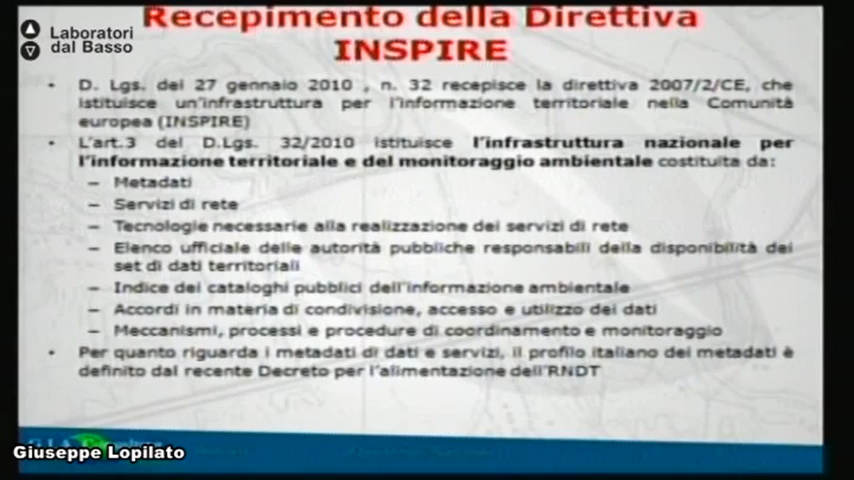 Recepimento della Direttiva
INSPIRE
Laboratori
dal Basso
• D. Lgs. del 27 gennaio 2010 , n. 32 recepisce la direttiva 2007/2/CE, che
istituisce un'infrastruttura per l'informazione territoriale nella Comunità
europea (INSPIRE)
• L'art.3 del D.Lgs. 32/2010 istituisce l'infrastruttura nazionale per
l'informazione territoriale e del monitoraggio ambientale costituita da:
– Metadati
– Servizi di rete
– Tecnologie necessarie alla realizzazione dei servizi di rete
– Elenco ufficiale delle autorità pubbliche responsabili della disponibilità dei
set di dati territoriali
– Indice dei cataloghi pubblici dell'informazione ambientale
– Accordi in materia di condivisione, accesso e utilizzo dei dati
– Meccanismi, processi e procedure di coordinamento e monitoraggio
• Per quanto riguarda i metadati di dati e servizi, il profilo italiano dei metadati è
definito dal recente Decreto per l'alimentazione dell'RNDT
Giuseppe Lopilato